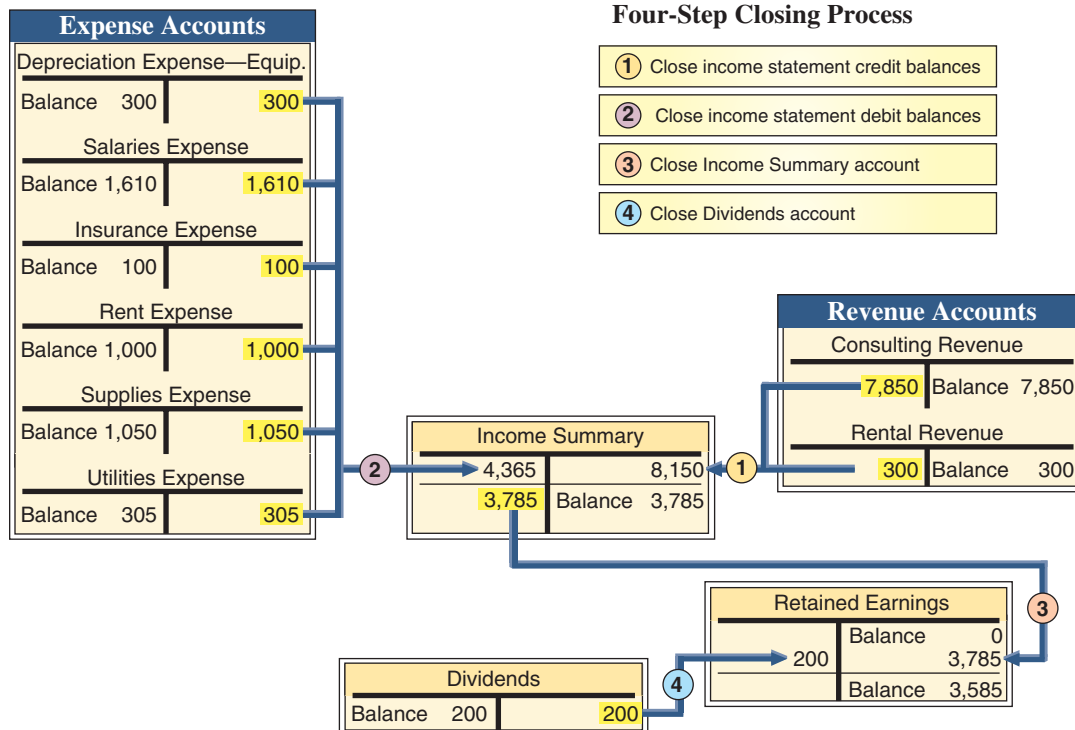 Four-Step Closing Process
1 Close income statement credit balances
2 Close income statement debit balances
3 Close Income Summary account
4 Close Dividends account
Expense Accounts
Depreciation Expense—Equip.
Balance 300 300
Salaries Expense
Balance 1,610 1,610
Insurance Expense
Balance 100 100
Rent Expense
Balance 1,000 1,000
Supplies Expense
Balance 1,050 1,050
Utilities Expense
Balance 305 305
Revenue Accounts
Consulting Revenue
7,850 Balance 7,850
Rental Revenue
300 Balance 300
2
1
Income Summary
4,365 8,150
3,785 Balance 3,785
3
Retained Earnings
Balance 0
200 3,785
Balance 3,585
4
Dividends
Balance 200 200